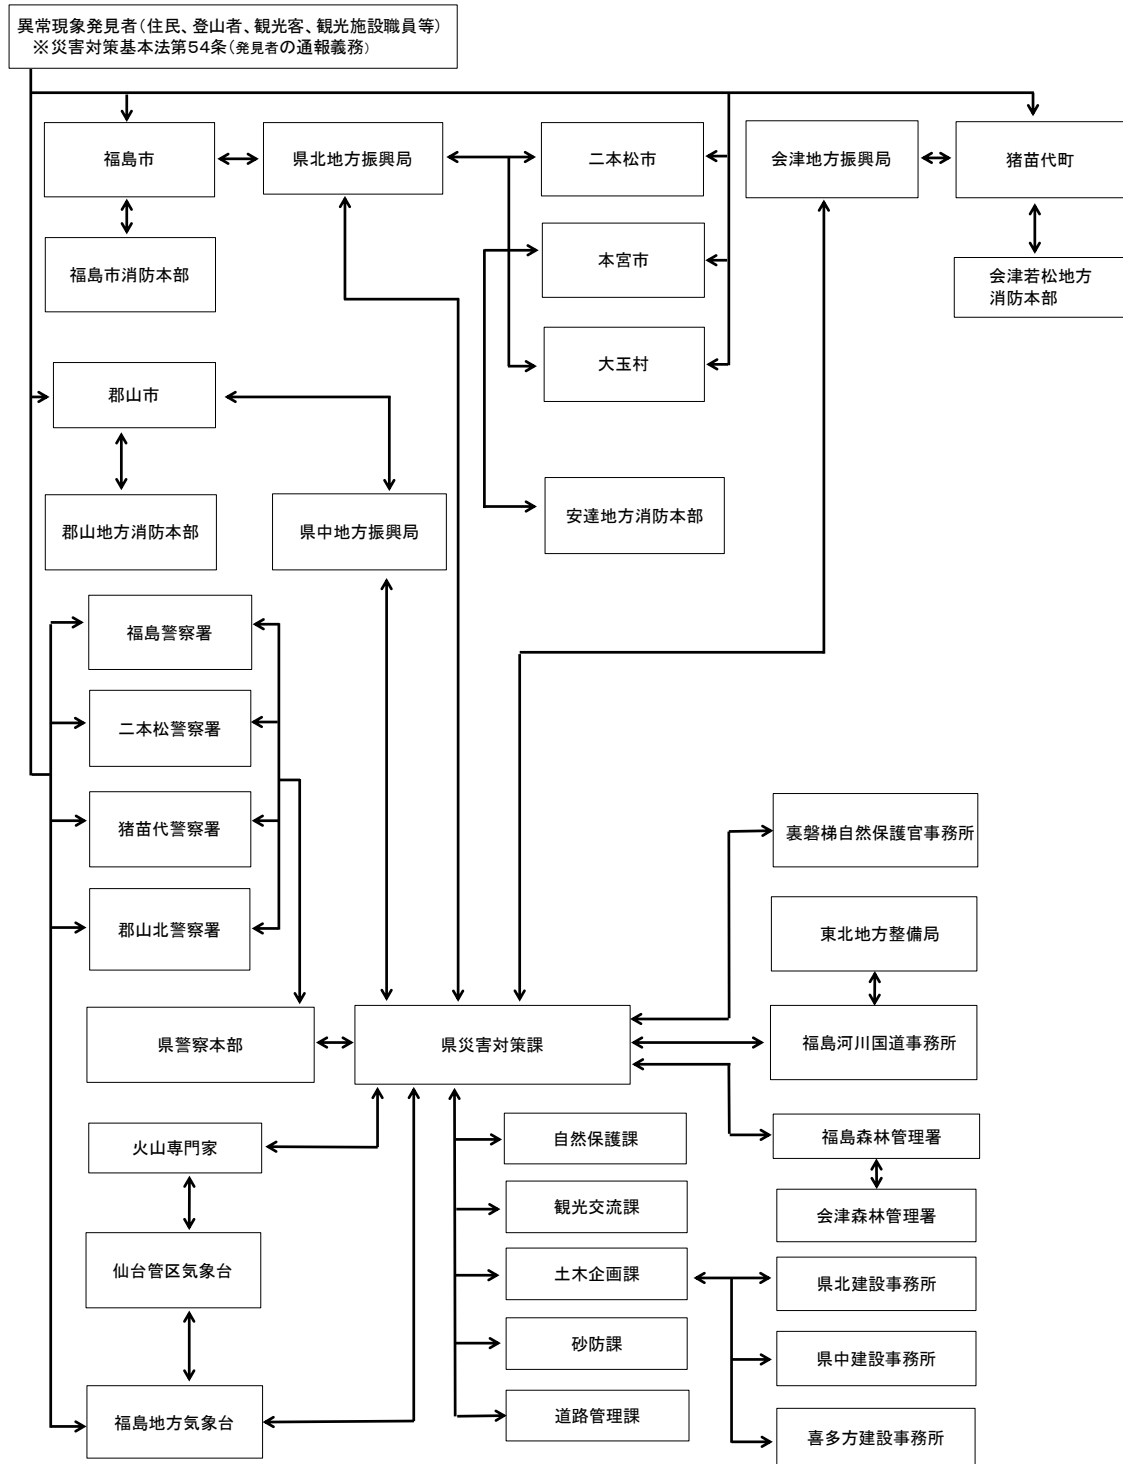 異常現象発見者(住民、登山者、観光客、観光施設職員等)
※災害対策基本法第54条(発見者の通報義務)
福島市
県北地方振興局
二本松市
会津地方振興局
猪苗代町
福島市消防本部
本宮市
会津若松地方
消防本部
大玉村
郡山市
郡山地方消防本部
県中地方振興局
安達地方消防本部
福島警察署
二本松警察署
猪苗代警察署
裏磐梯自然保護官事務所
郡山北警察署
東北地方整備局
県警察本部
県災害対策課
福島河川国道事務所
火山専門家
自然保護課
福島森林管理署
観光交流課
会津森林管理署
仙台管区気象台
土木企画課
県北建設事務所
砂防課
県中建設事務所
福島地方気象台
道路管理課
喜多方建設事務所